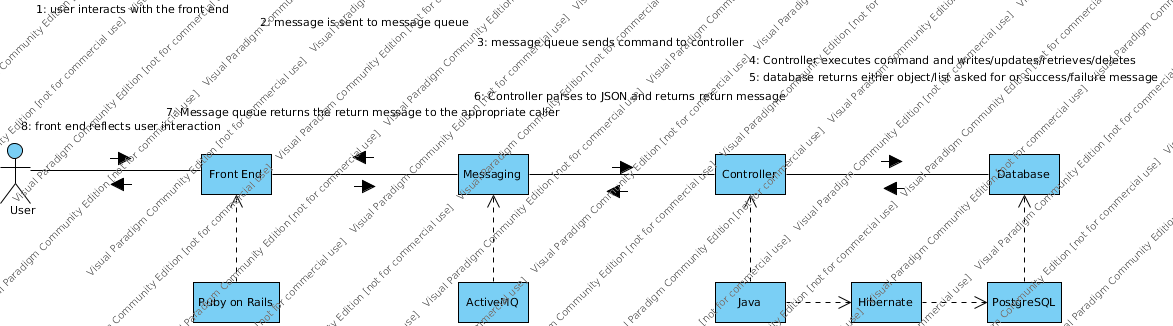 1: user interacts with the front end
2: message is sent to message queue
3: message queue sends command to controller
4: Controller executes command and writes/updates/retrieves/deletes
5: database returns either object/list asked for or success/failure message
6: Controller parses to JSON and returns return message
7: Message queue returns the return message to the appropriate caller
8: front end reflects user interaction
User
Front End
Messaging
Controller
Database
Ruby on Rails
ActiveMQ
Java
Hibernate
PostgreSQL
Visual Paradigm Community Edition [not for commercial use]